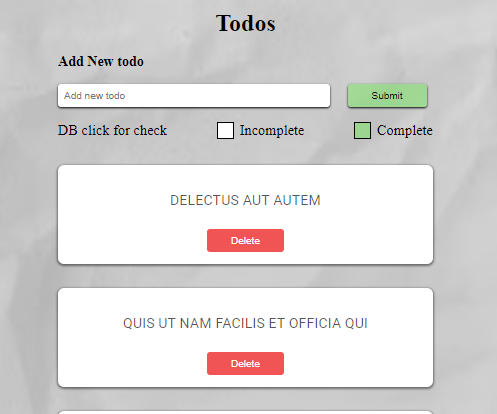 Todos
Add New todo
Add new todo
Submit
DB click for check
Incomplete
Complete
DELECTUS AUT AUTEM
Delete
QUIS UT NAM FACILIS ET OFFICIA QUI
Delete